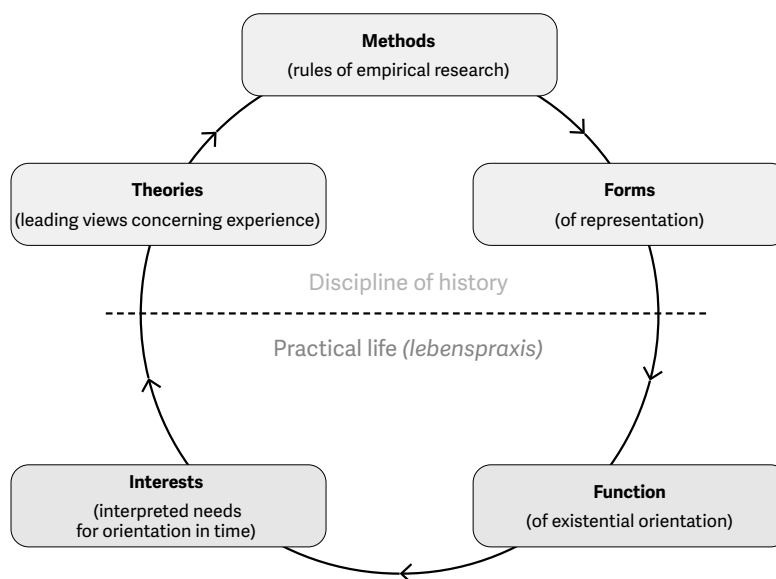 Methods
(rules of empirical research)
Theories
(leading views concerning experience)
Forms
(of representation)
Discipline of history
Practical life (lebenspraxis)
Interests
(interpreted needs
for orientation in time)
Function
(of existential orientation)